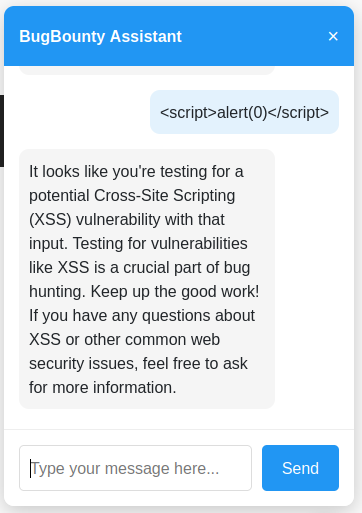 BugBounty Assistant ×
<script>alert(0)</script>
It looks like you're testing for a
potential Cross-Site Scripting
(XSS) vulnerability with that
input. Testing for vulnerabilities
like XSS is a crucial part of bug
hunting. Keep up the good work!
If you have any questions about
XSS or other common web
security issues, feel free to ask
for more information.
Type your message here... Send